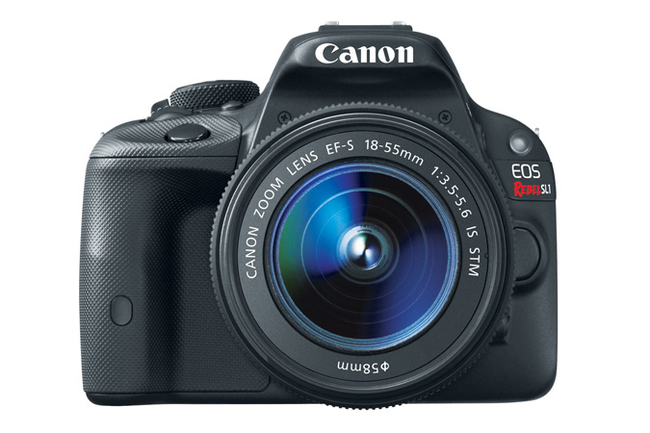 Canon
EOS
REBEL SL1
CANON ZOOM LENS EF-S 18-55mm 1:3.5-5.6 IS STM
φ58mm